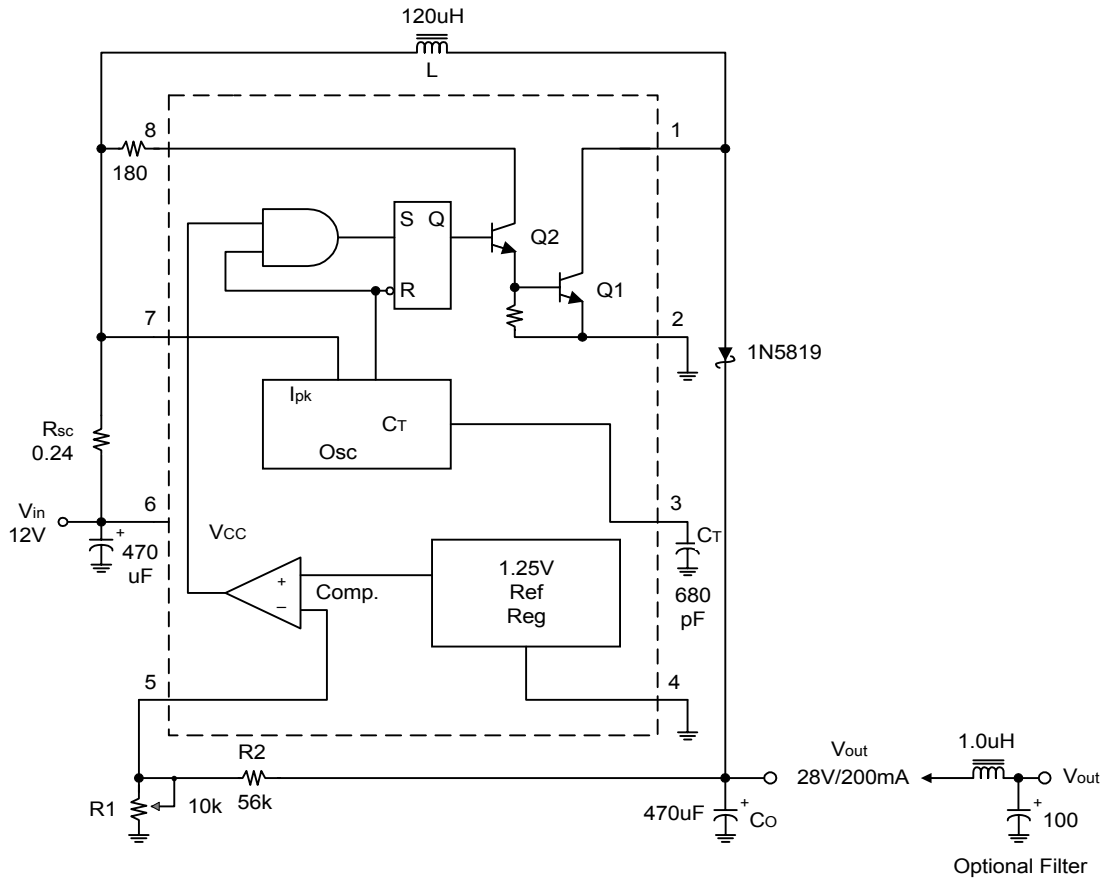 120uH
L
8
1
180
S Q
Q2
R
Q1
7
2
1N5819
Ipk
CT
Osc
Rsc
0.24
6
3
Vin
12V
+
470
uF
VCC
CT
680
pF
1.25V
Ref
Reg
+
Comp.
–
5
4
R2
56k
Vout
28V/200mA
1.0uH
Vout
R1
10k
470uF
+
CO
+
100
Optional Filter